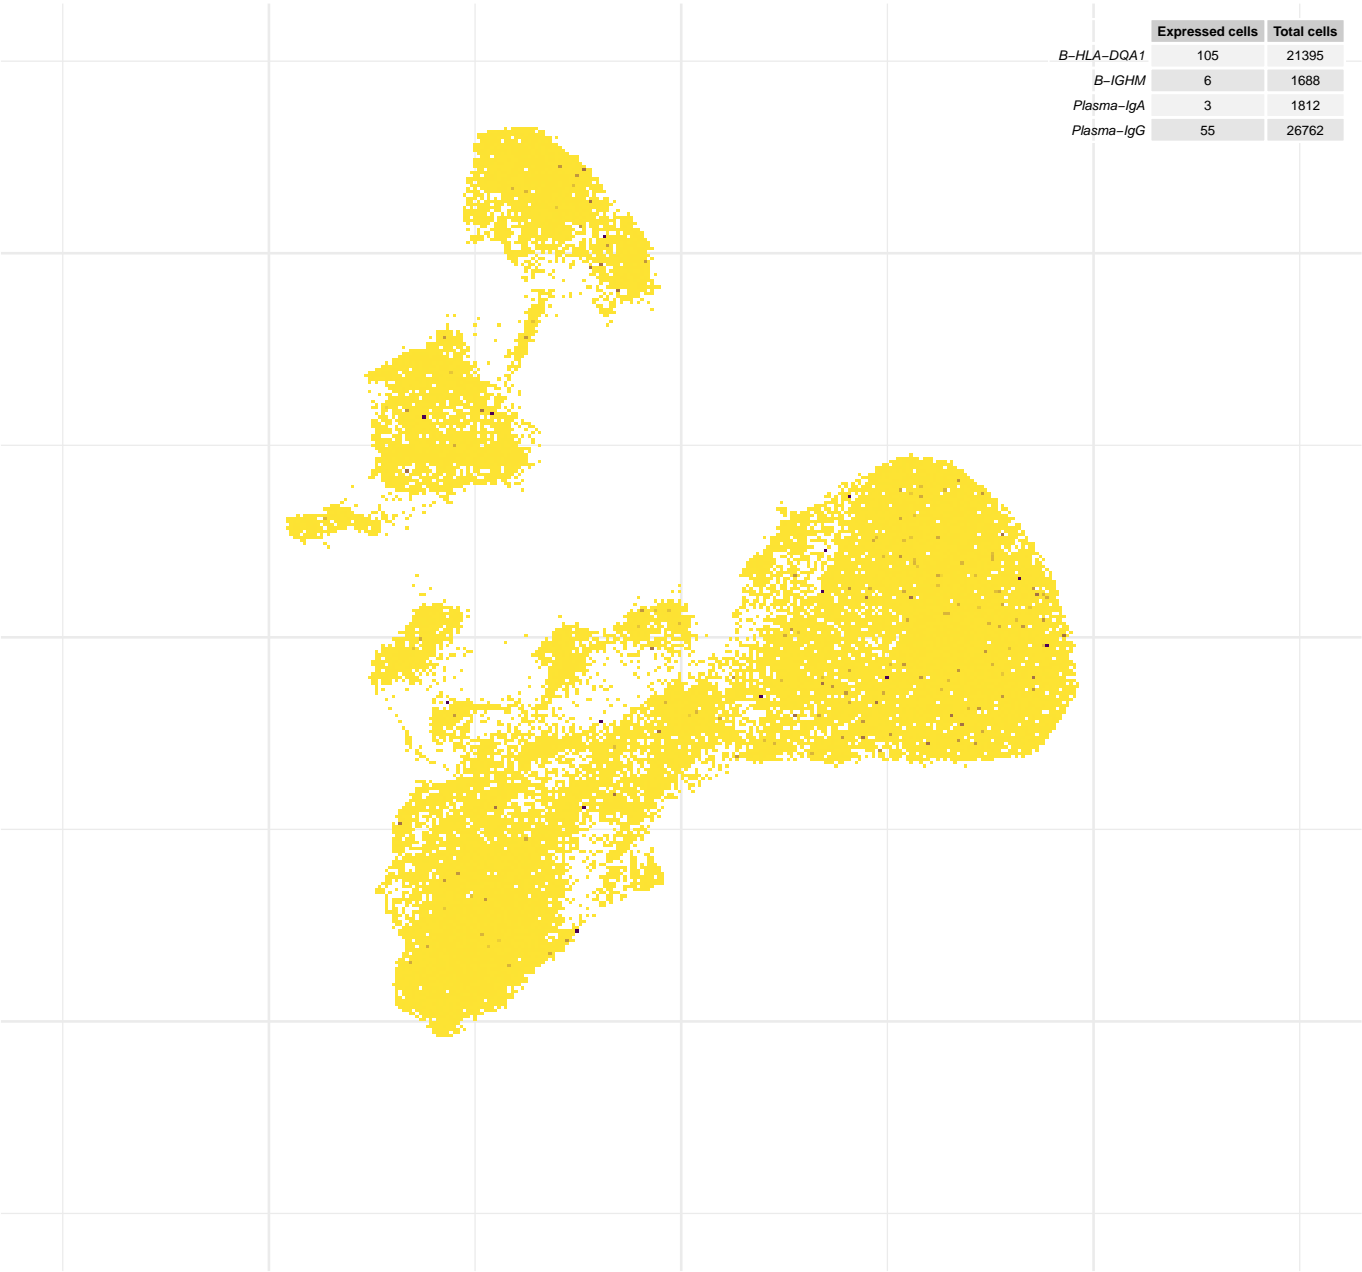 Expressed cells Total cells
B−HLA−DQA1 105 21395
B−IGHM 6 1688
Plasma−IgA 3 1812
Plasma−IgG 55 26762